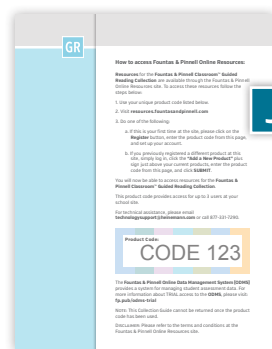 GR
How to access Fountas & Pinnell Online Resources:
Resources for the Fountas & Pinnell Classroom™ Guided
Reading Collection are available through the Fountas & Pinnell
Online Resources site. To access these resources follow the
steps below.
1. Use your unique product code listed below.
2. Visit resources.fountasandpinnell.com
3. Do one of the following:
a. If this is your first time at the site, please click on the
Register button, enter the product code from this page,
and set up your account.
b. If you previously registered a different product at this
site, simply log in, click the "Add a New Product" plus
sign just above your current products, enter the product
code from this page, and click SUBMIT.
You will now be able to access resources for the Fountas &
Pinnell Classroom™ Guided Reading Collection.
This product code provides access for up to 3 users at your
school site.
For technical assistance, please email
technologysupport@heinemann.com or call 877-331-7290.
Product Code:
CODE 123
The Fountas & Pinnell Online Data Management System (ODMS)
provides a system for managing student assessment data. For
more information about TRIAL access to the ODMS, please visit:
fp.pub/odms-trial
NOTE: This Collection Guide cannot be returned once the product
code has been used.
DISCLAIMER: Please refer to the terms and conditions at the
Fountas & Pinnell Online Resources site.